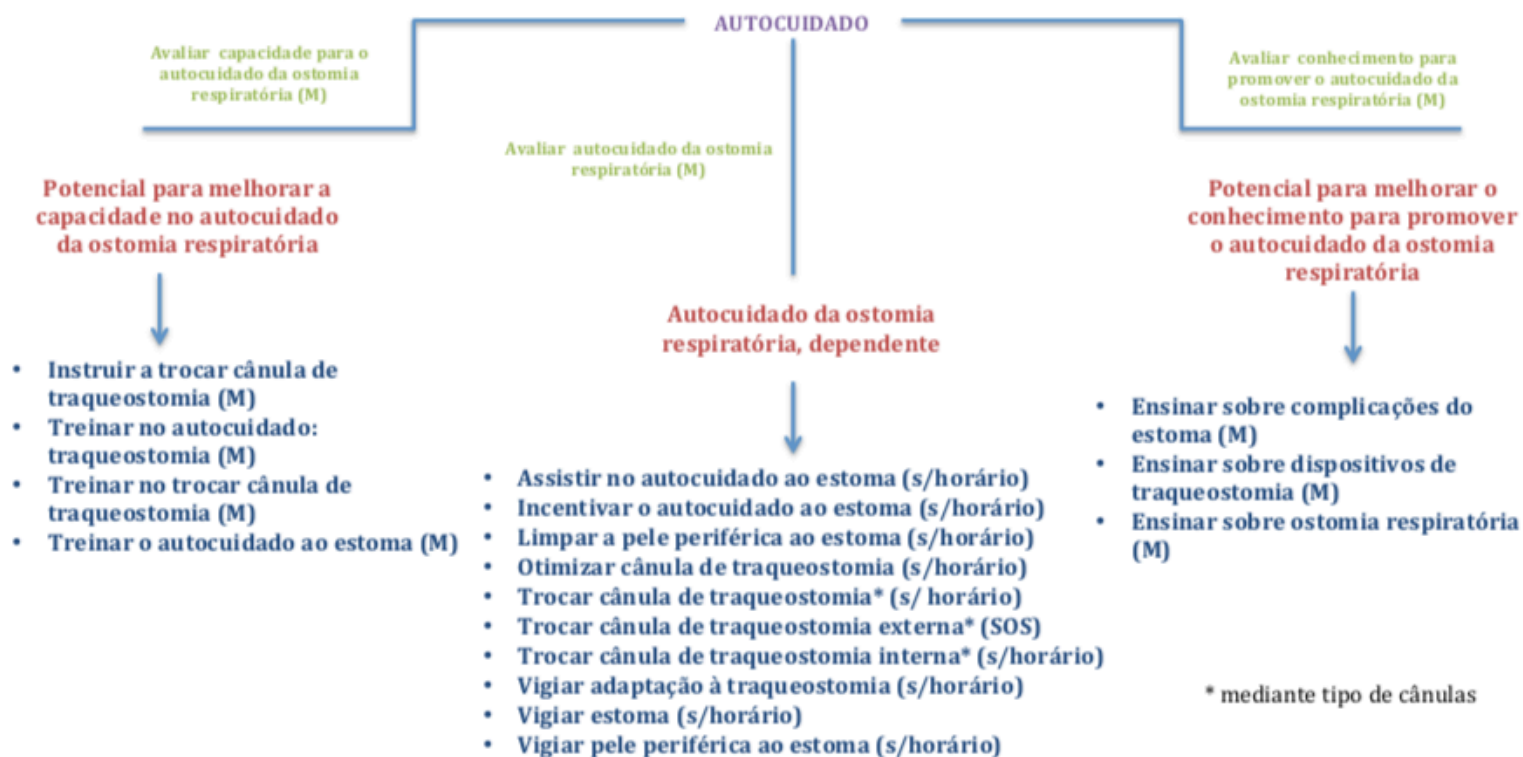 AUTOCUIDADO
Avaliar capacidade para o
autocuidado da ostomia
respiratória (M)
Potencial para melhorar a
capacidade no autocuidado
da ostomia respiratória
• Instruir a trocar cânula de
traqueostomia (M)
• Treinar no autocuidado:
traqueostomia (M)
• Treinar no trocar cânula de
traqueostomia (M)
• Treinar o autocuidado ao estoma (M)
Avaliar autocuidado da ostomia
respiratória (M)
Autocuidado da ostomia
respiratória, dependente
• Assistir no autocuidado ao estoma (s/horário)
• Incentivar o autocuidado ao estoma (s/horário)
• Limpar a pele periférica ao estoma (s/horário)
• Otimizar cânula de traqueostomia (s/horário)
• Trocar cânula de traqueostomia* (s/ horário)
• Trocar cânula de traqueostomia externa* (SOS)
• Trocar cânula de traqueostomia interna* (s/horário)
• Vigiar adaptação à traqueostomia (s/horário)
• Vigiar estoma (s/horário)
• Vigiar pele periférica ao estoma (s/horário)
Avaliar conhecimento para
promover o autocuidado da
ostomia respiratória (M)
Potencial para melhorar o
conhecimento para promover
o autocuidado da ostomia
respiratória
• Ensinar sobre complicações do
estoma (M)
• Ensinar sobre dispositivos de
traqueostomia (M)
• Ensinar sobre ostomia respiratória
(M)
* mediante tipo de cânulas